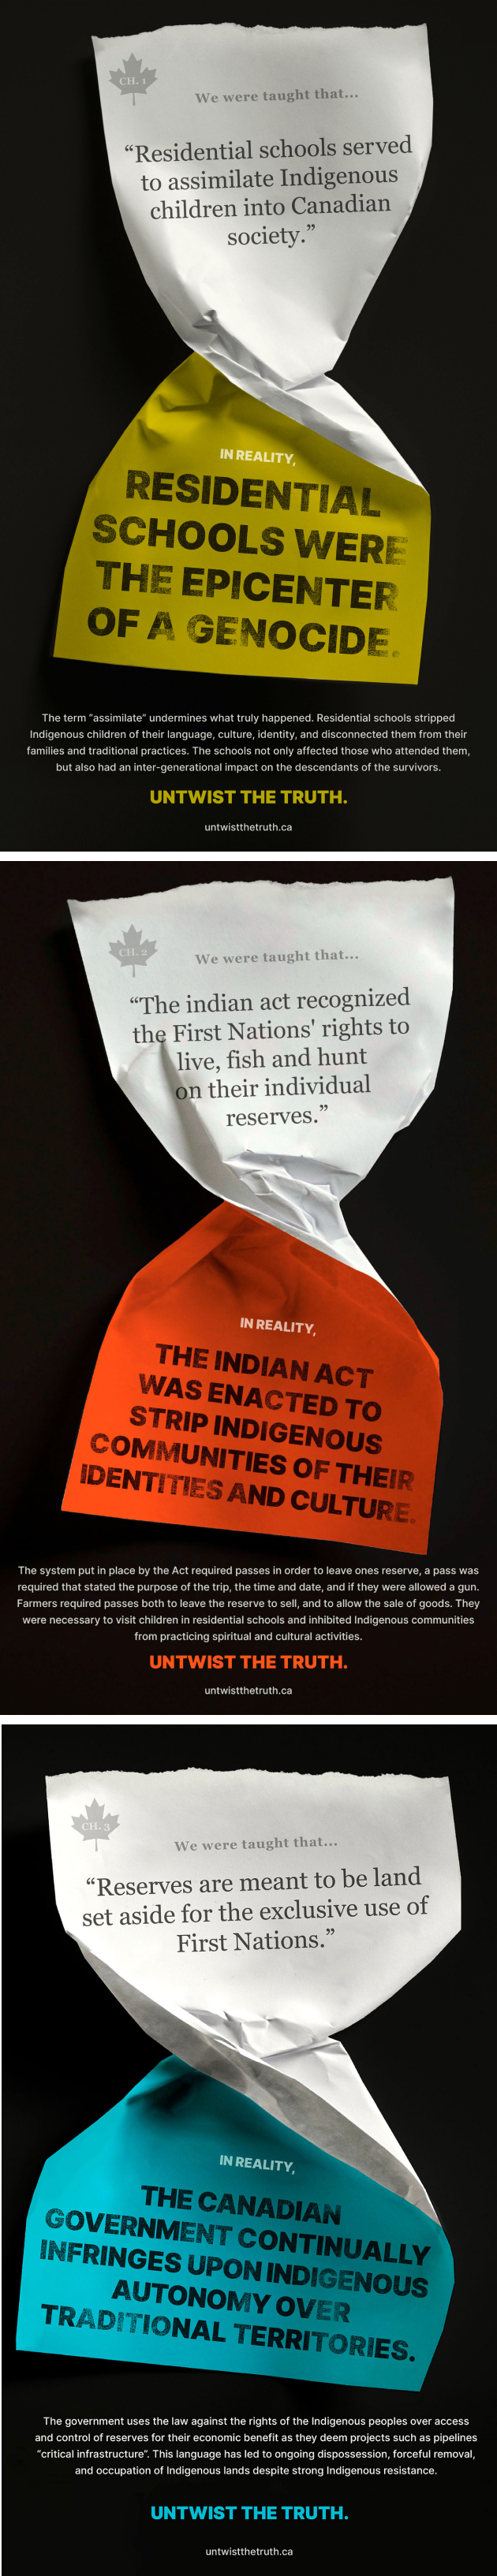 CH. 1
We were taught that...
“Residential schools served
to assimilate Indigenous
children into Canadian
society.”
IN REALITY,
RESIDENTIAL
SCHOOLS WERE
THE EPICENTER
OF A GENOCIDE.
The term “assimilate” undermines what truly happened. Residential schools stripped
Indigenous children of their language, culture, identity, and disconnected them from their
families and traditional practices. The schools not only affected those who attended them,
but also had an inter-generational impact on the descendants of the survivors.
UNTWIST THE TRUTH.
untwistthetruth.ca
CH. 2
We were taught that...
“The indian act recognized
the First Nations' rights to
live, fish and hunt
on their individual
reserves.”
IN REALITY,
THE INDIAN ACT
WAS ENACTED TO
STRIP INDIGENOUS
COMMUNITIES OF THEIR
IDENTITIES AND CULTURE.
The system put in place by the Act required passes in order to leave ones reserve, a pass was
required that stated the purpose of the trip, the time and date, and if they were allowed a gun.
Farmers required passes both to leave the reserve to sell, and to allow the sale of goods. They
were necessary to visit children in residential schools and inhibited Indigenous communities
from practicing spiritual and cultural activities.
UNTWIST THE TRUTH.
untwistthetruth.ca
CH. 3
We were taught that...
“Reserves are meant to be land
set aside for the exclusive use of
First Nations.”
IN REALITY,
THE CANADIAN
GOVERNMENT CONTINUALLY
INFRINGES UPON INDIGENOUS
AUTONOMY OVER
TRADITIONAL TERRITORIES.
The government uses the law against the rights of the Indigenous peoples over access
and control of reserves for their economic benefit as they deem projects such as pipelines
“critical infrastructure”. This language has led to ongoing dispossession, forceful removal,
and occupation of Indigenous lands despite strong Indigenous resistance.
UNTWIST THE TRUTH.
untwistthetruth.ca